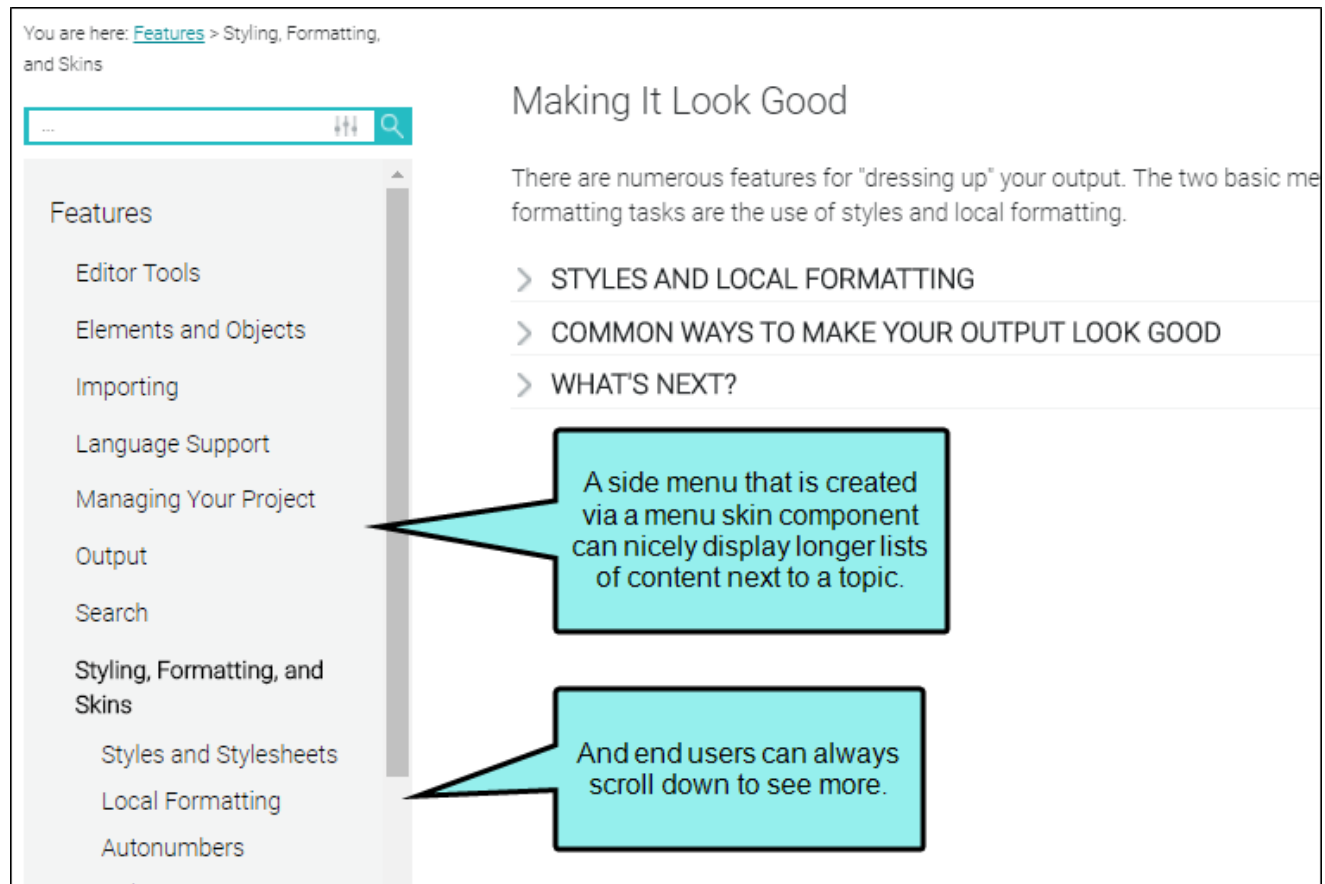 You are here: Features > Styling, Formatting,
and Skins
...
Features
Editor Tools
Elements and Objects
Importing
Language Support
Managing Your Project
Output
Search
Styling, Formatting, and
Skins
Styles and Stylesheets
Local Formatting
Autonumbers
Making It Look Good
There are numerous features for "dressing up" your output. The two basic me
formatting tasks are the use of styles and local formatting.
STYLES AND LOCAL FORMATTING
COMMON WAYS TO MAKE YOUR OUTPUT LOOK GOOD
WHAT'S NEXT?
A side menu that is created
via a menu skin component
can nicely display longer lists
of content next to a topic.
And end users can always
scroll down to see more.